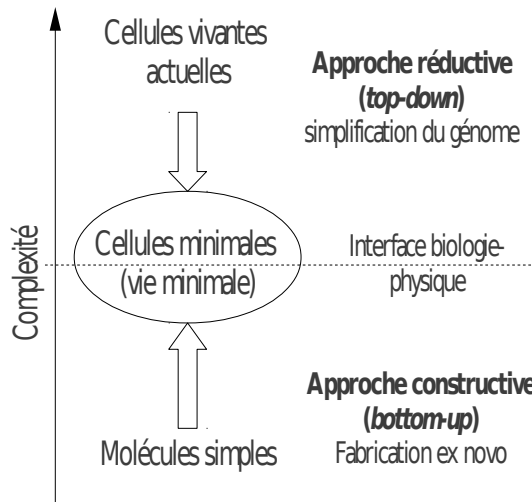 Cellules vivantes
actuelles
Approche réductive
(top-down)
simplification du génome
Complexité
Cellules minimales
(vie minimale)
Interface biologie-
physique
Approche constructive
(bottom-up)
Fabrication ex novo
Molécules simples